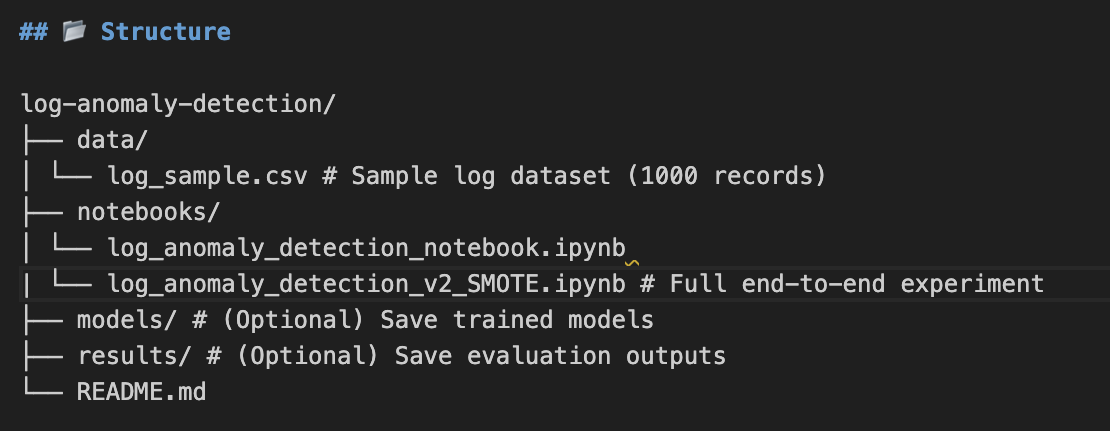 ## 📂 Structure
log-anomaly-detection/
├── data/
│ └── log_sample.csv # Sample log dataset (1000 records)
├── notebooks/
│ └── log_anomaly_detection_notebook.ipynb
| └── log_anomaly_detection_v2_SMOTE.ipynb # Full end-to-end experiment
├── models/ # (Optional) Save trained models
├── results/ # (Optional) Save evaluation outputs
└── README.md